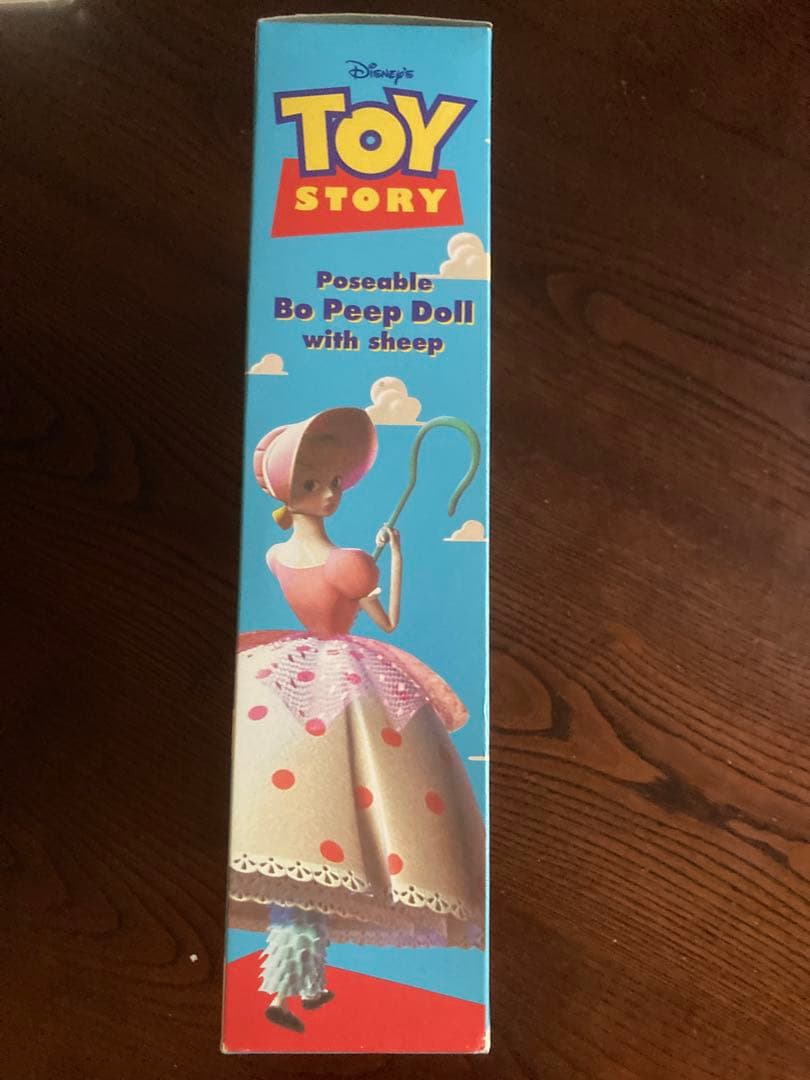 Disney's
TOY
STORY
Poseable
Bo Peep Doll
with sheep